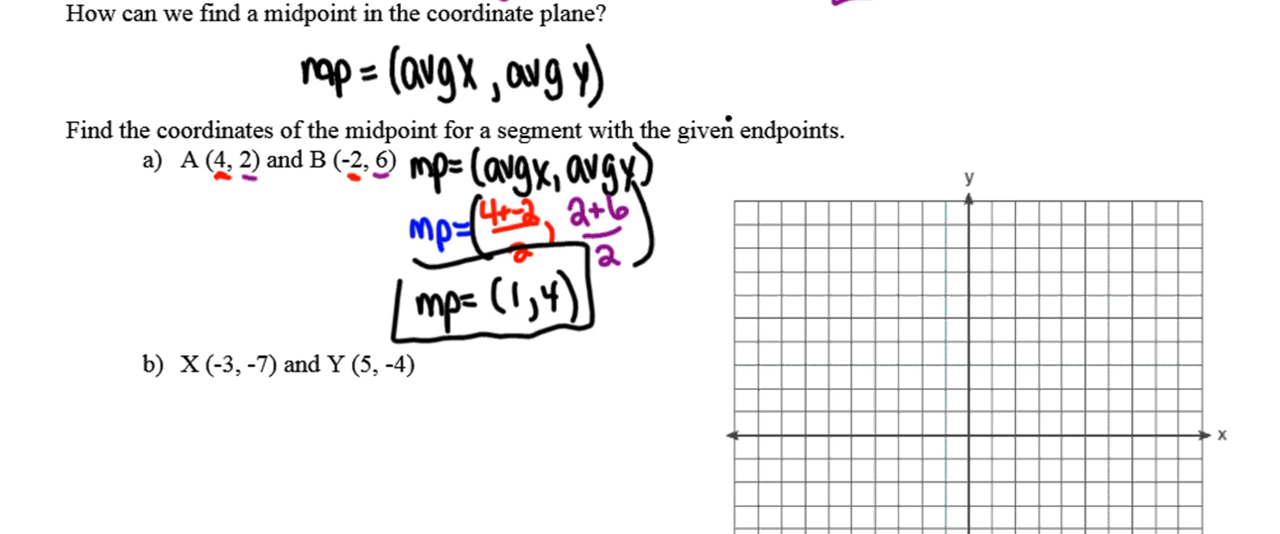 How can we find a midpoint in the coordinate plane?
mp = (avg x, avg y)
Find the coordinates of the midpoint for a segment with the given endpoints.
a) A (4, 2) and B (-2, 6) mp= (avg x, avg y)
mp= (4+-2/2, 2+6/2)
mp= (1,4)
b) X (-3, -7) and Y (5, -4)
y
x